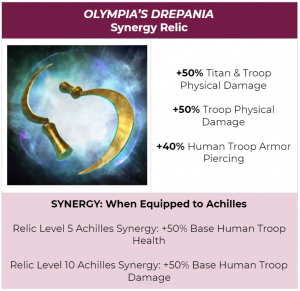 OLYMPIA'S DREPANIA
Synergy Relic
+50% Titan & Troop
Physical Damage
+50% Troop Physical
Damage
+40% Human Troop Armor
Piercing
SYNERGY: When Equipped to Achilles
Relic Level 5 Achilles Synergy: +50% Base Human Troop
Health
Relic Level 10 Achilles Synergy: +50% Base Human Troop
Damage